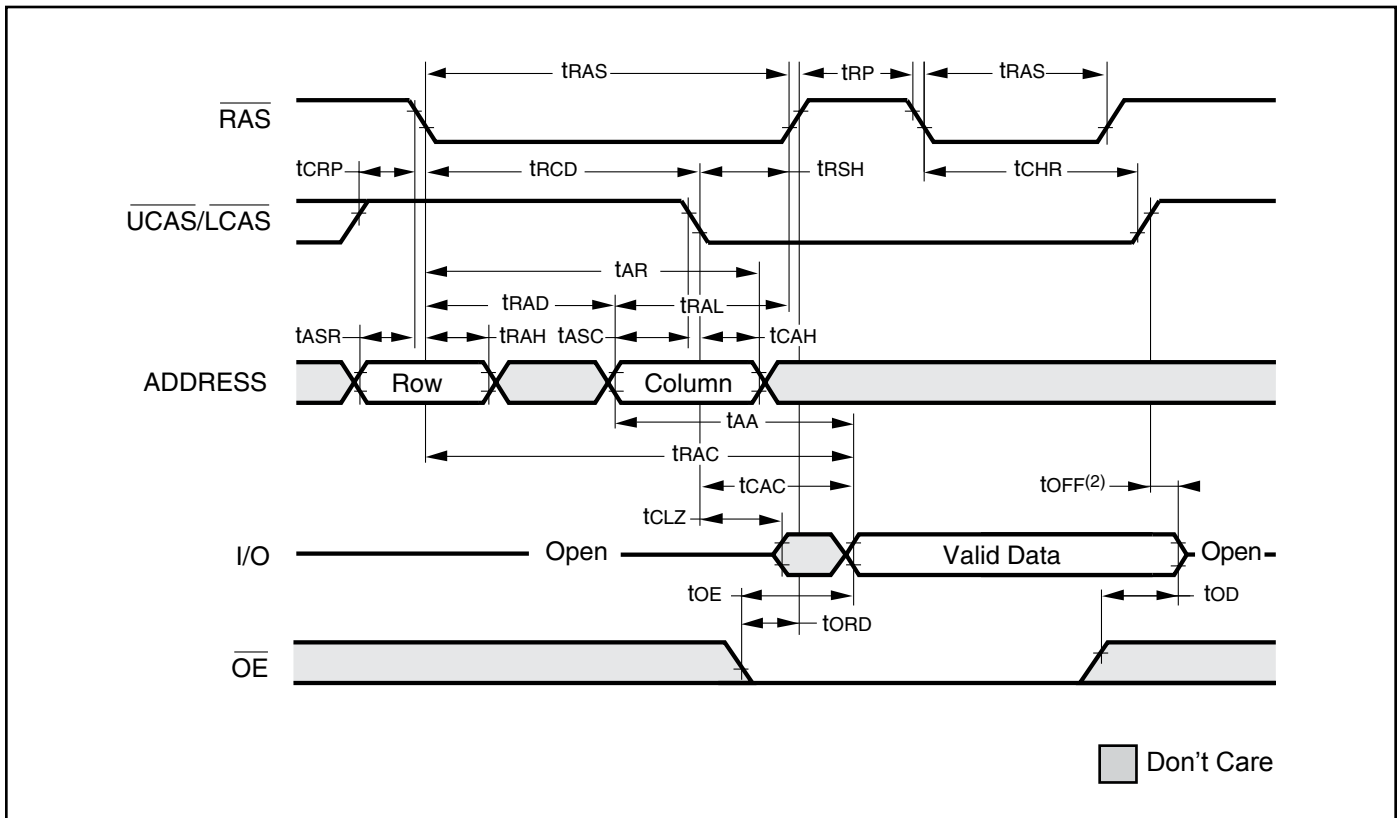 tRAS tRP tRAS
RAS
tCRP tRCD tRSH tCHR
UCAS/LCAS
tAR
tRAD tRAL
tASR tRAH tASC tCAH
ADDRESS Row Column
tAA
tRAC
tCAC tOFF(2)
tCLZ
I/O Open Valid Data Open
tOE tOD
tORD
OE
Don't Care